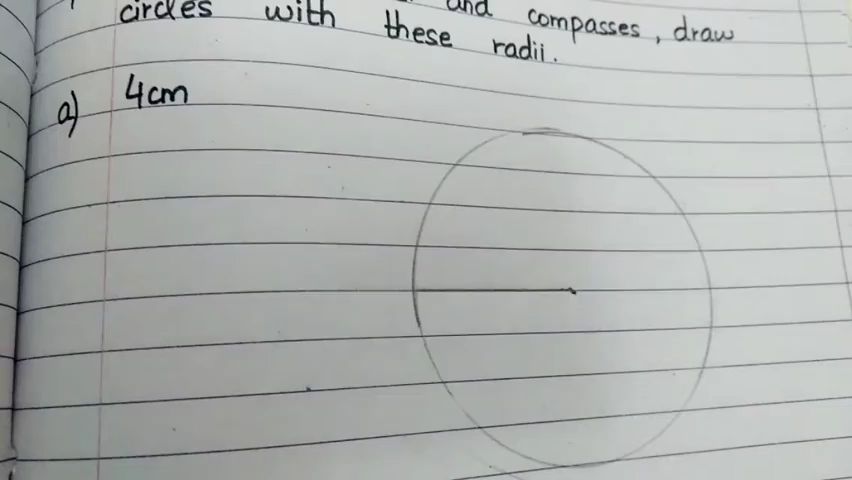 and compasses, draw
circles with these radii.
a) 4cm